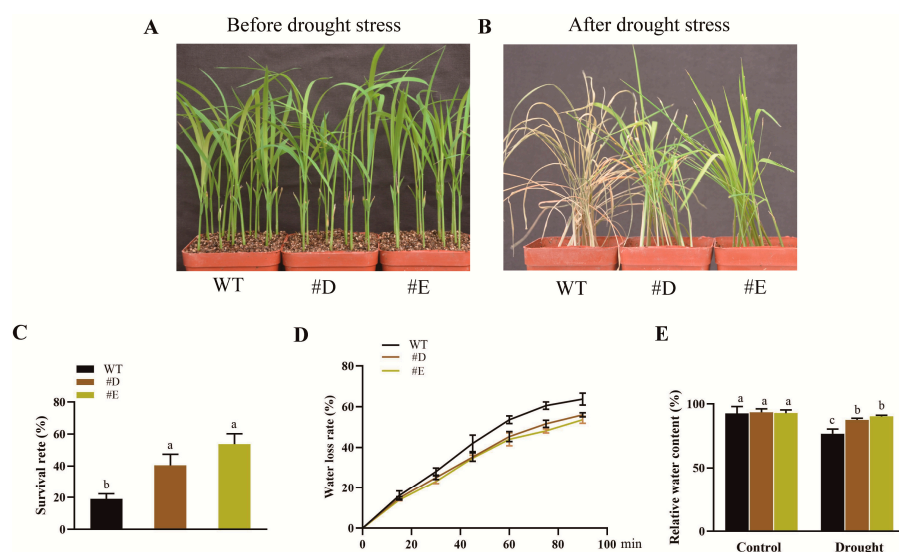 A Before drought stress
B After drought stress
WT #D #E
WT #D #E
C
WT
#D
#E
Survival rete (%)
80
60
40
20
0
b a a
D
WT
#D
#E
Water loss rate (%)
80
60
40
20
0
0 20 40 60 80 100 min
E
Relative water content (%)
100
50
0
a a a
c b b
Control Drought